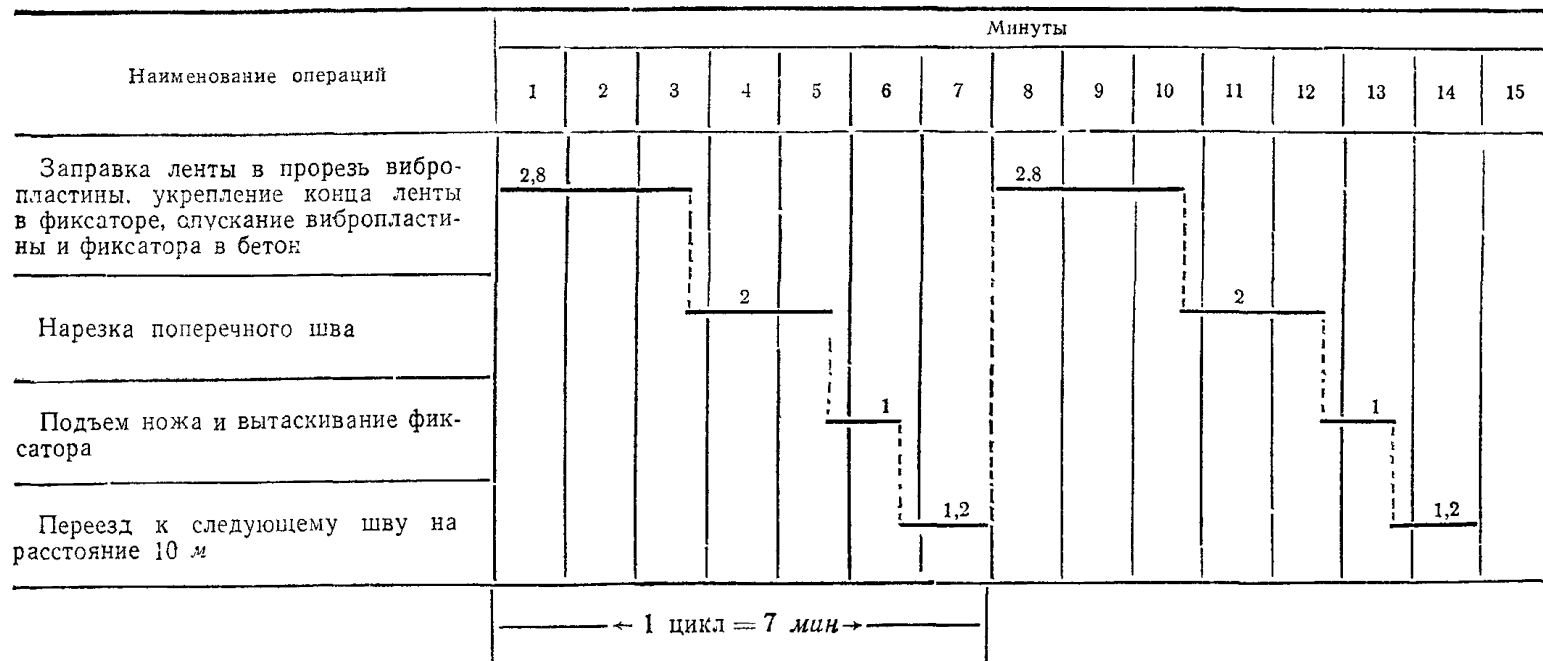 Минуты
Наименование операций
1 2 3 4 5 6 7 8 9 10 11 12 13 14 15
Заправка ленты в прорезь вибро-
пластины, укрепление конца ленты
в фиксаторе, опускание вибропласти-
ны и фиксатора в бетон
2,8 2.8
Нарезка поперечного шва
2 2
Подъем ножа и вытаскивание фик-
сатора
1 1
Переезд к следующему шву на
расстояние 10 м
1,2 1,2
← 1 цикл = 7 мин →